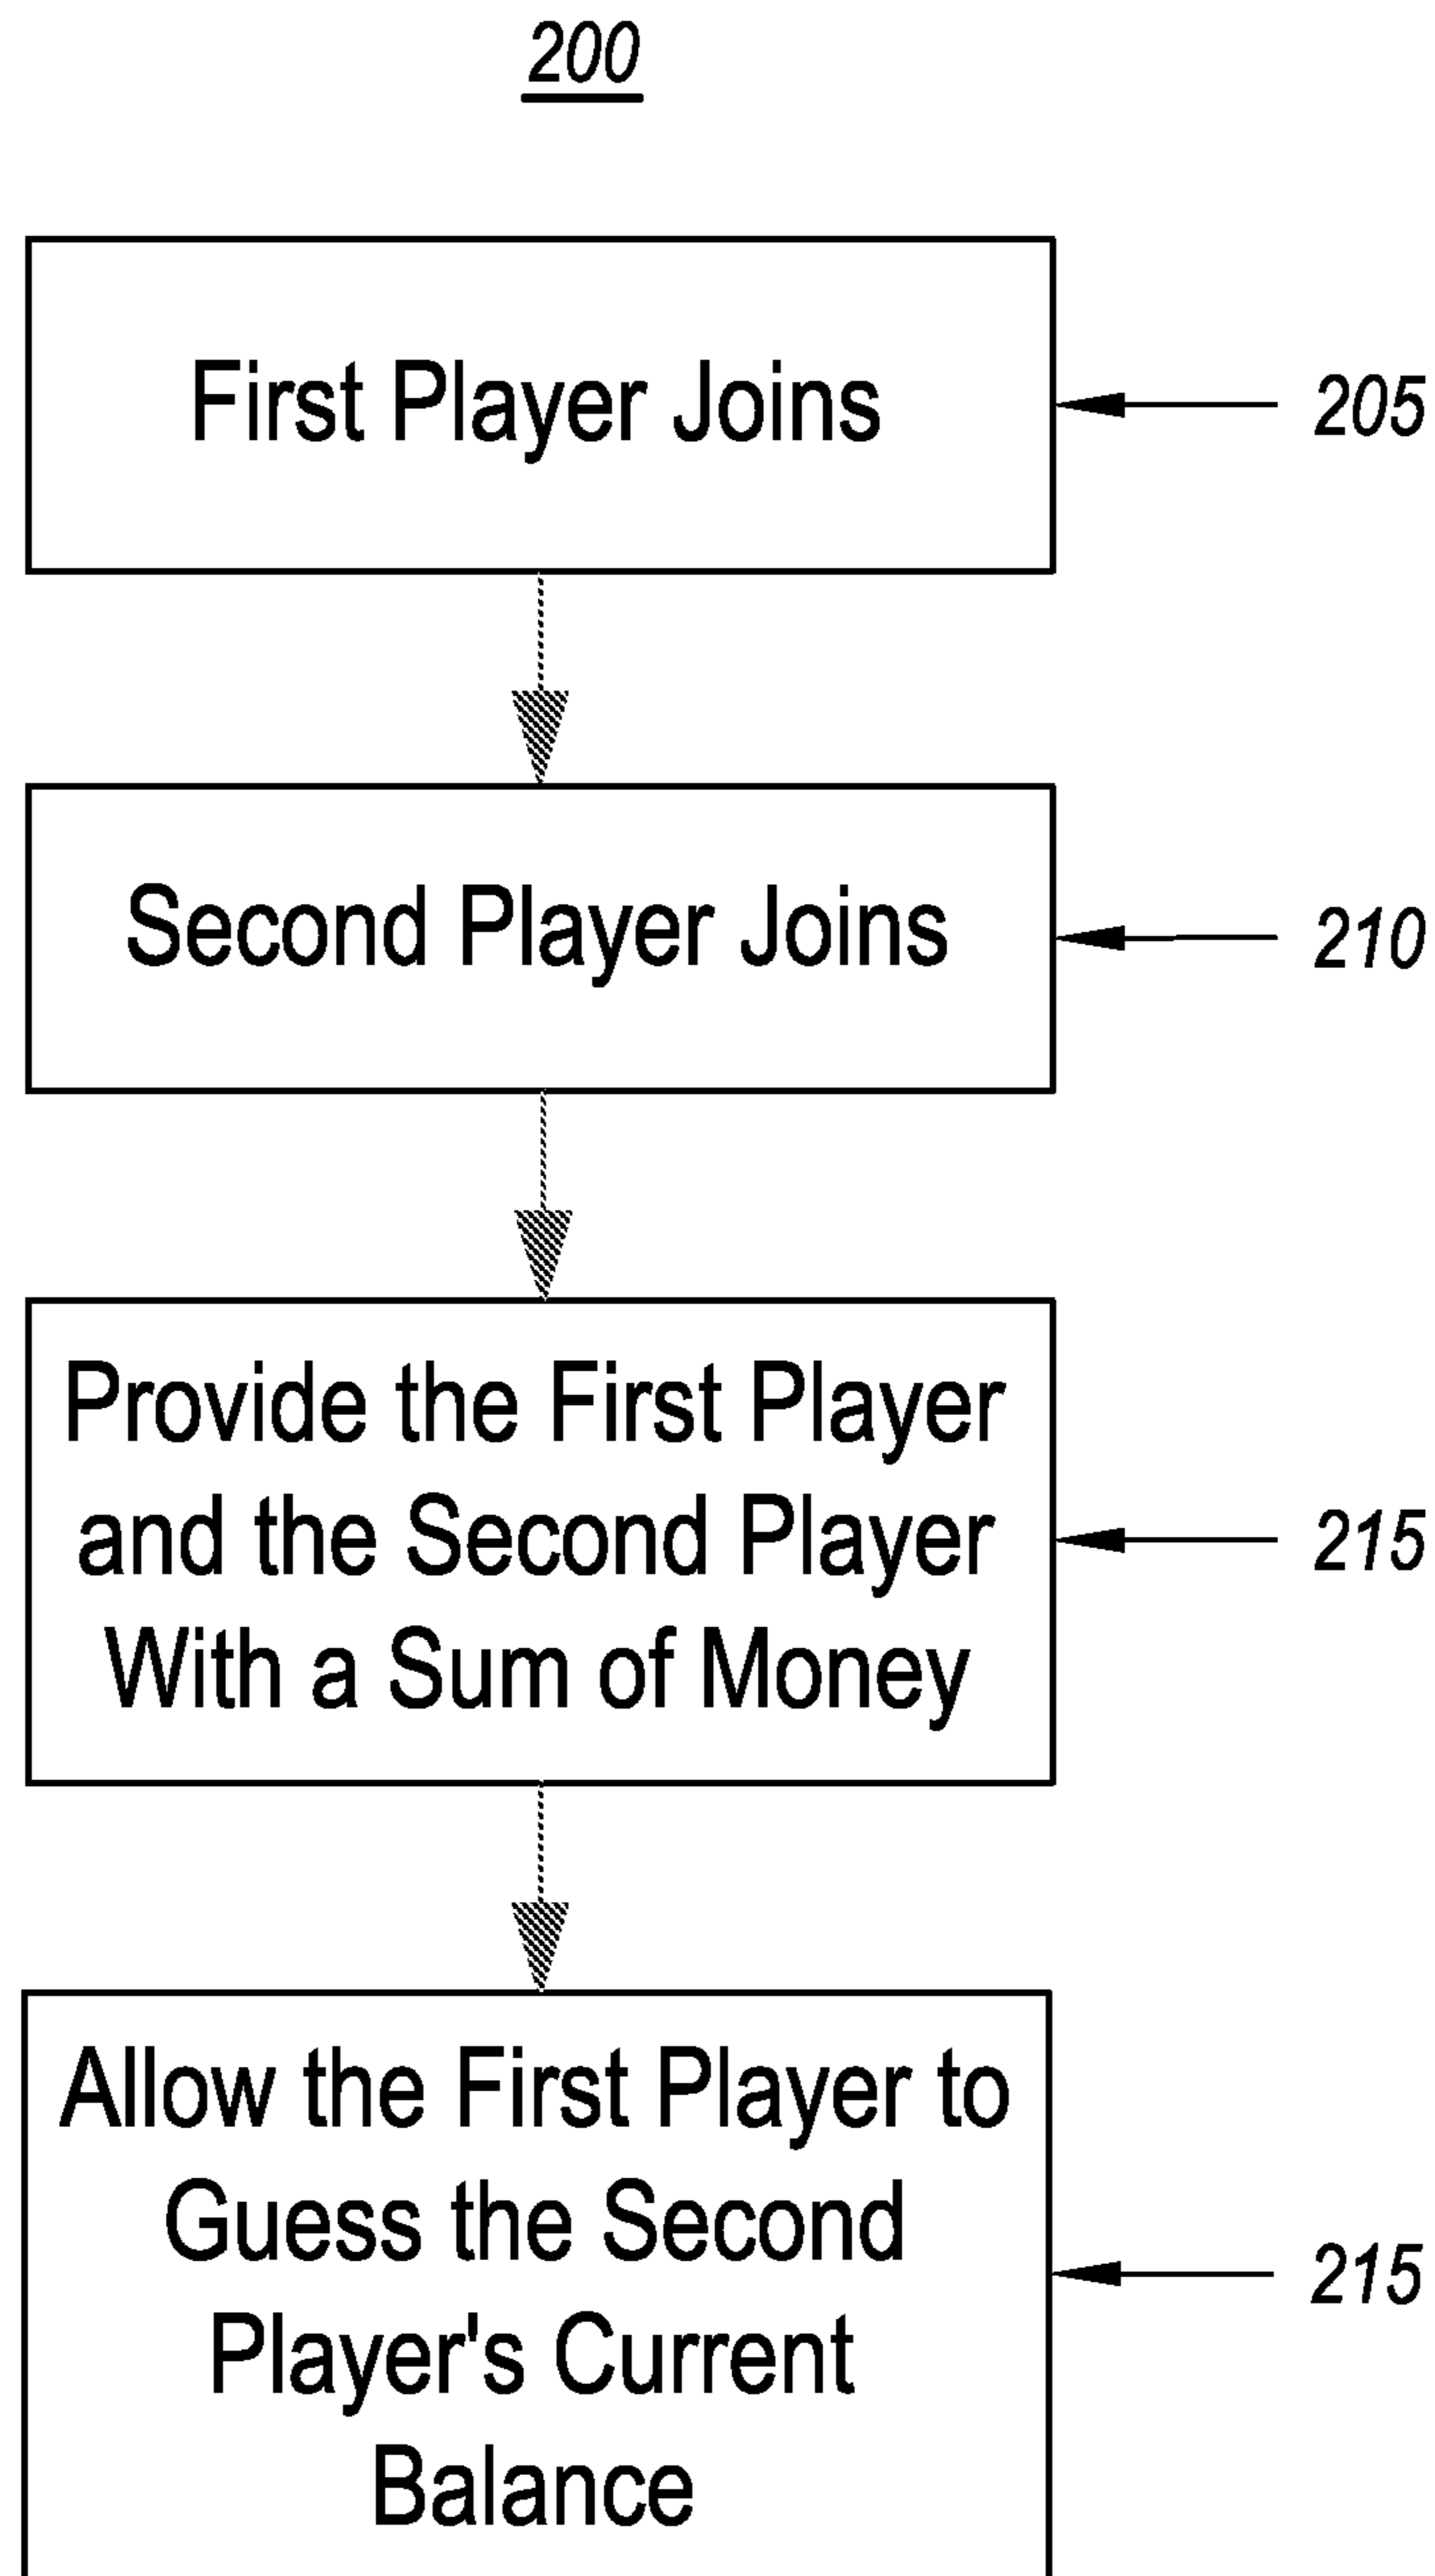 200
First Player Joins
205
Second Player Joins
210
Provide the First Player
and the Second Player
With a Sum of Money
215
Allow the First Player to
Guess the Second
Player's Current
Balance
215